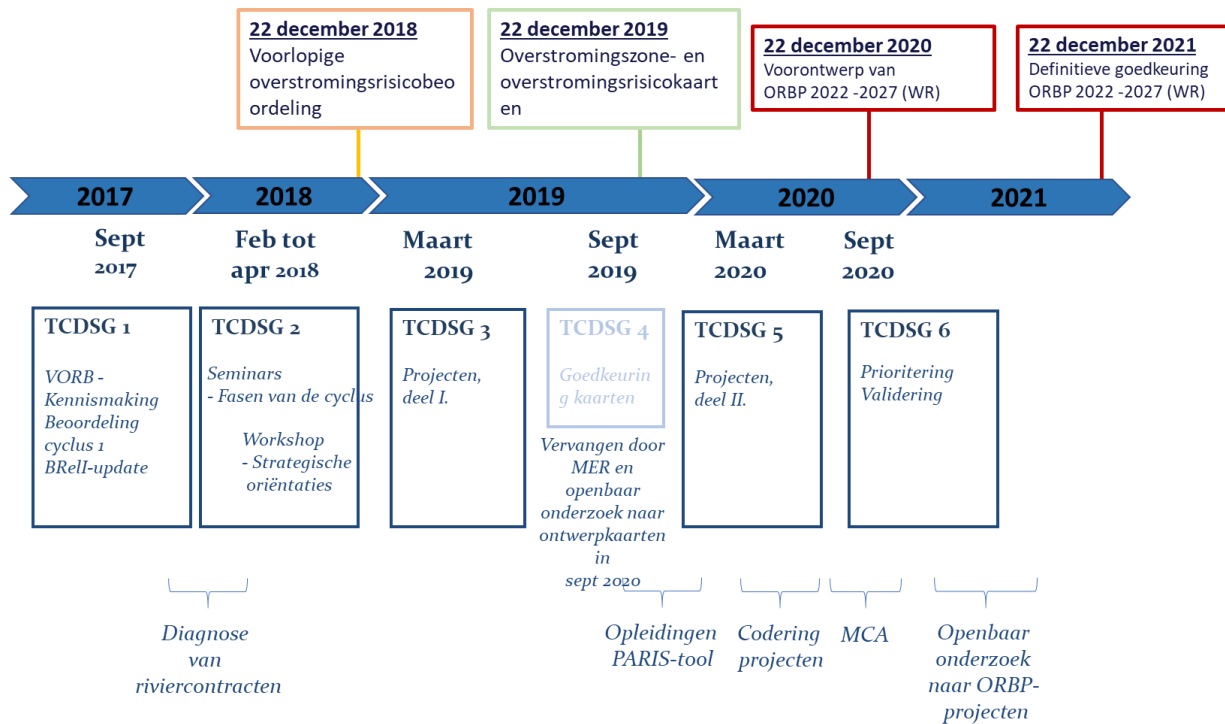 22 december 2018
Voorlopige
overstromingsrisicobeo
ordeling
22 december 2019
Overstromingszone- en
overstromingsrisicokaart
en
22 december 2020
Voorontwerp van
ORBP 2022 -2027 (WR)
22 december 2021
Definitieve goedkeuring
ORBP 2022 -2027 (WR)
2017
2018
2019
2020
2021
Sept
2017
Feb tot
apr 2018
Maart
2019
Sept
2019
Maart
2020
Sept
2020
TCDSG 1
VORB -
Kennismaking
Beoordeling
cyclus 1
BRelI-update
TCDSG 2
Seminars
- Fasen van de cyclus
Workshop
- Strategische
oriëntaties
TCDSG 3
Projecten,
deel I.
TCDSG 4
Goedkeurin
g kaarten
Vervangen door
MER en
openbaar
onderzoek naar
ontwerpkaarten
in
sept 2020
TCDSG 5
Projecten,
deel II.
TCDSG 6
Prioritering
Validering
Diagnose
van
riviercontracten
Opleidingen
PARIS-tool
Codering
projecten
MCA
Openbaar
onderzoek
naar ORBP-
projecten